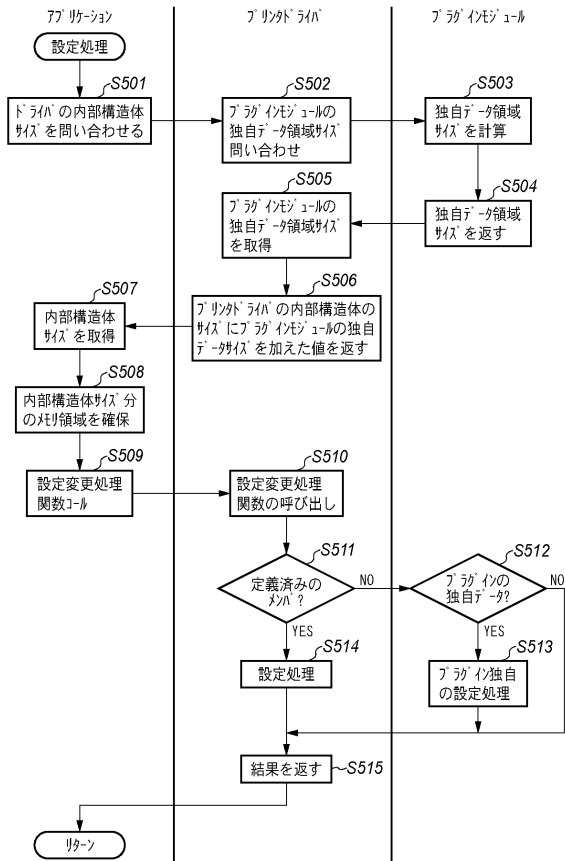 アプリケーション
プリンタドライバ
プラグインモジュール
設定処理
S501
ドライバの内部構造体
サイズを問い合わせる
S502
プラグインモジュールの
独自データ領域サイズ
問い合わせ
S503
独自データ領域
サイズを計算
S504
独自データ領域
サイズを返す
S505
プラグインモジュールの
独自データ領域サイズ
を取得
S506
プリンタドライバの内部構造体の
サイズにプラグインモジュールの独自
データサイズを加えた値を返す
S507
内部構造体
サイズを取得
S508
内部構造体サイズ分
のメモリ領域を確保
S509
設定変更処理
関数コール
S510
設定変更処理
関数の呼び出し
S511
定義済みの
メンバ?
NO
YES
S512
プラグインの
独自データ?
NO
YES
S513
プラグイン独自
の設定処理
S514
設定処理
S515
結果を返す
リターン